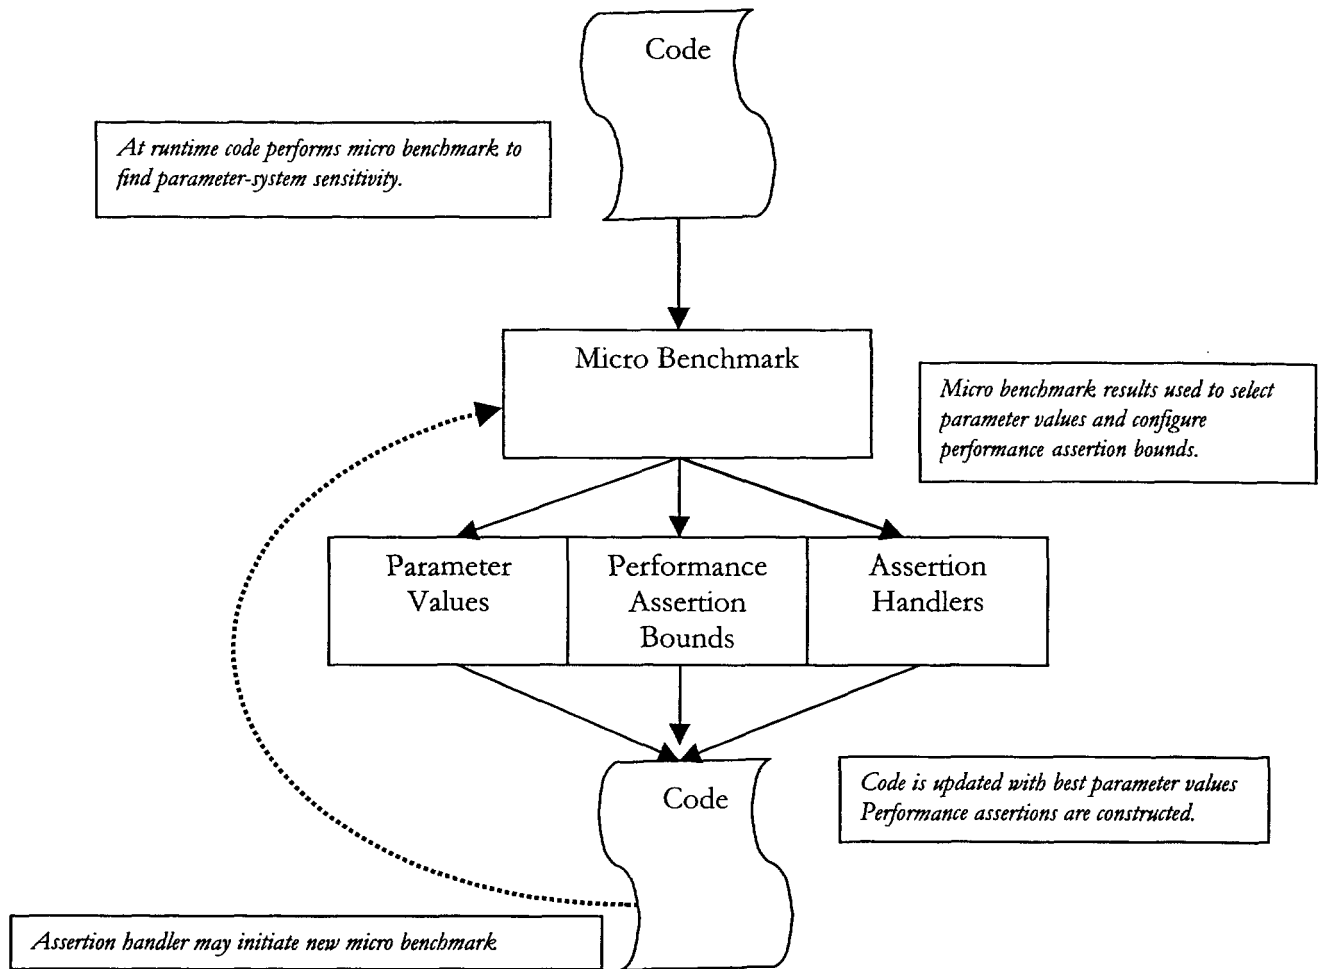 Code
At runtime code performs micro benchmark to
find parameter-system sensitivity.
Micro Benchmark
Micro benchmark results used to select
parameter values and configure
performance assertion bounds.
Parameter
Values
Performance
Assertion
Bounds
Assertion
Handlers
Code
Code is updated with best parameter values
Performance assertions are constructed.
Assertion handler may initiate new micro benchmark